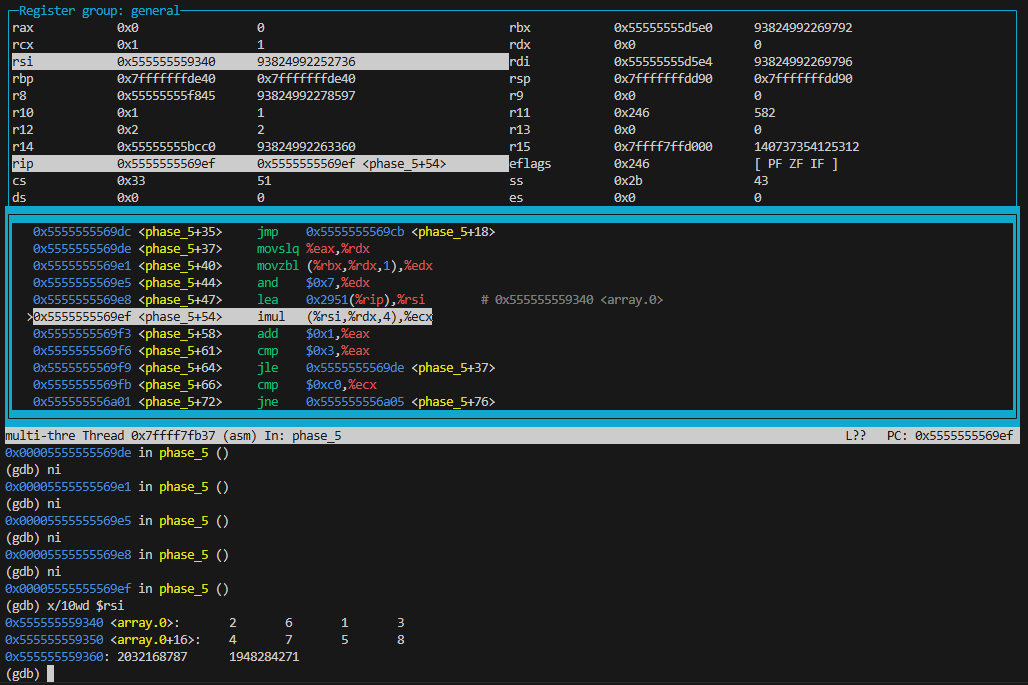 Register group: general
rax 0x0 0 rbx 0x55555555d5e0 93824992269792
rcx 0x1 1 rdx 0x0 0
rsi 0x555555559340 93824992252736 rdi 0x55555555d5e4 93824992269796
rbp 0x7fffffffde40 0x7fffffffde40 rsp 0x7fffffffdd90 0x7fffffffdd90
r8 0x55555555f845 93824992278597 r9 0x0 0
r10 0x1 1 r11 0x246 582
r12 0x2 2 r13 0x0 0
r14 0x55555555bcc0 93824992263360 r15 0x7ffff7ffd000 140737354125312
rip 0x5555555569ef 0x5555555569ef <phase_5+54> eflags 0x246 [ PF ZF IF ]
cs 0x33 51 ss 0x2b 43
ds 0x0 0 es 0x0 0
0x5555555569dc <phase_5+35> jmp 0x5555555569cb <phase_5+18>
0x5555555569de <phase_5+37> movslq %eax,%rdx
0x5555555569e1 <phase_5+40> movzbl (%rbx,%rdx,1),%edx
0x5555555569e5 <phase_5+44> and $0x7,%edx
0x5555555569e8 <phase_5+47> lea 0x2951(%rip),%rsi # 0x555555559340 <array.0>
>0x5555555569ef <phase_5+54> imul (%rsi,%rdx,4),%ecx
0x5555555569f3 <phase_5+58> add $0x1,%eax
0x5555555569f6 <phase_5+61> cmp $0x3,%eax
0x5555555569f9 <phase_5+64> jle 0x5555555569de <phase_5+37>
0x5555555569fb <phase_5+66> cmp $0xc0,%ecx
0x555555556a01 <phase_5+72> jne 0x555555556a05 <phase_5+76>
multi-thre Thread 0x7ffff7fb37 (asm) In: phase_5 L?? PC: 0x5555555569ef
0x00005555555569de in phase_5 ()
(gdb) ni
0x00005555555569e1 in phase_5 ()
(gdb) ni
0x00005555555569e5 in phase_5 ()
(gdb) ni
0x00005555555569e8 in phase_5 ()
(gdb) ni
0x00005555555569ef in phase_5 ()
(gdb) x/10wd $rsi
0x555555559340 <array.0>: 2 6 1 3
0x555555559350 <array.0+16>: 4 7 5 8
0x555555559360: 2032168787 1948284271
(gdb)